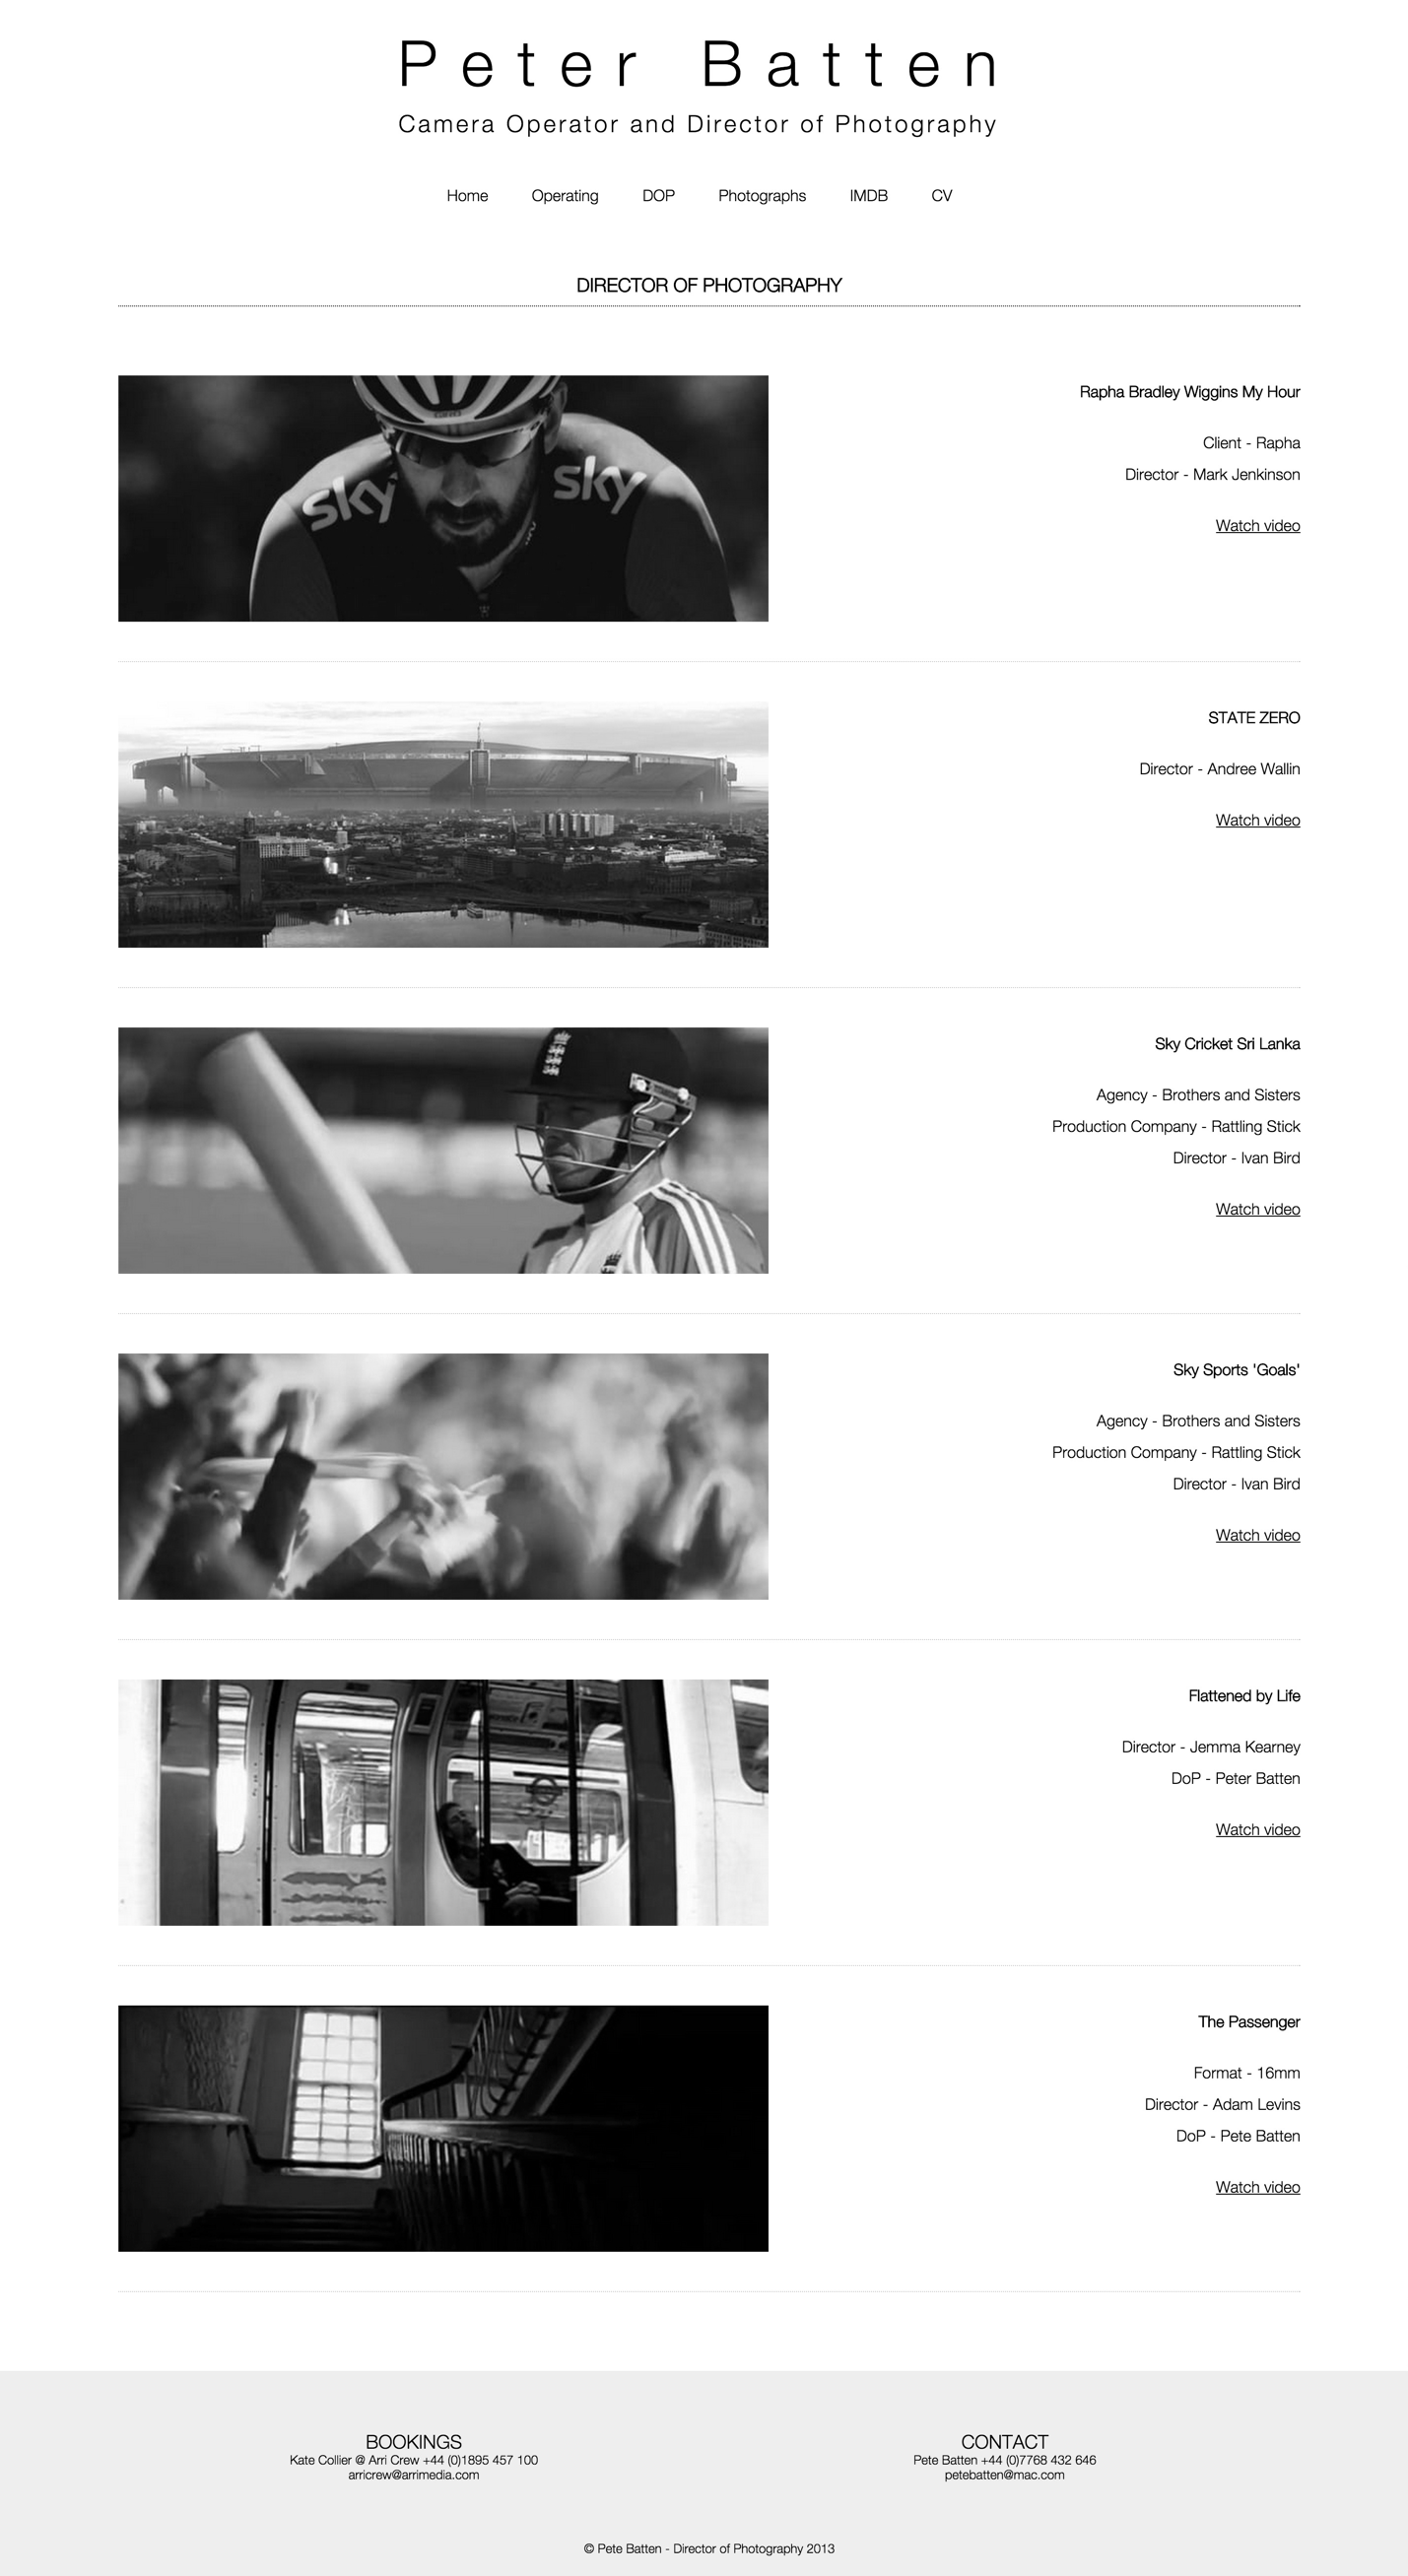 Peter Batten
Camera Operator and Director of Photography
Home Operating DOP Photographs IMDB CV
DIRECTOR OF PHOTOGRAPHY
sky sky
Rapha Bradley Wiggins My Hour
Client - Rapha
Director - Mark Jenkinson
Watch video
STATE ZERO
Director - Andree Wallin
Watch video
Sky Cricket Sri Lanka
Agency - Brothers and Sisters
Production Company - Rattling Stick
Director - Ivan Bird
Watch video
Sky Sports 'Goals'
Agency - Brothers and Sisters
Production Company - Rattling Stick
Director - Ivan Bird
Watch video
Flattened by Life
Director - Jemma Kearney
DoP - Peter Batten
Watch video
The Passenger
Format - 16mm
Director - Adam Levins
DoP - Pete Batten
Watch video
BOOKINGS
Kate Collier @ Arri Crew +44 (0)1895 457 100
arricrew@arrimedia.com
CONTACT
Pete Batten +44 (0)7768 432 646
petebatten@mac.com
© Pete Batten - Director of Photography 2013